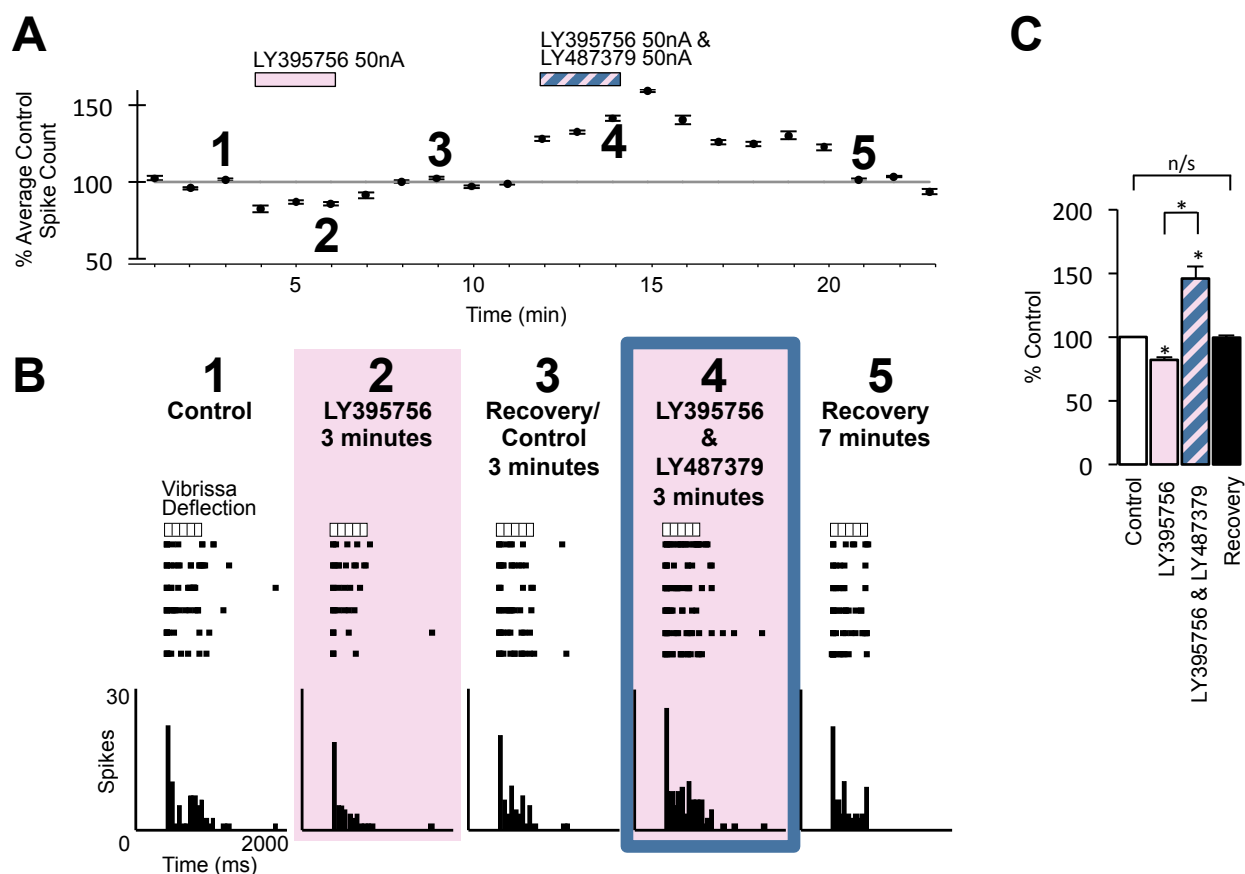 A
LY395756 50nA
LY395756 50nA &
LY487379 50nA
% Average Control
Spike Count
150
100
50
1
2
3
4
5
5
10
15
20
Time (min)
B
1
Control
2
LY395756
3 minutes
3
Recovery/
Control
3 minutes
4
LY395756
&
LY487379
3 minutes
5
Recovery
7 minutes
Vibrissa
Deflection
30
Spikes
0
2000
Time (ms)
C
n/s
*
*
*
% Control
200
150
100
50
0
Control
LY395756
LY395756 & LY487379
Recovery